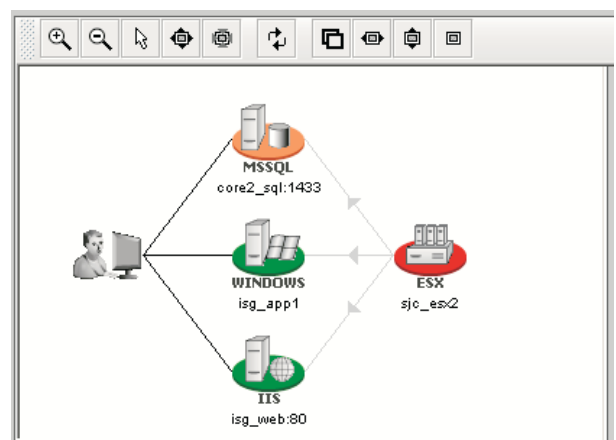 MSSQL
core2_sql:1433
WINDOWS
isg_app1
ESX
sjc_esx2
IIS
isg_web:80